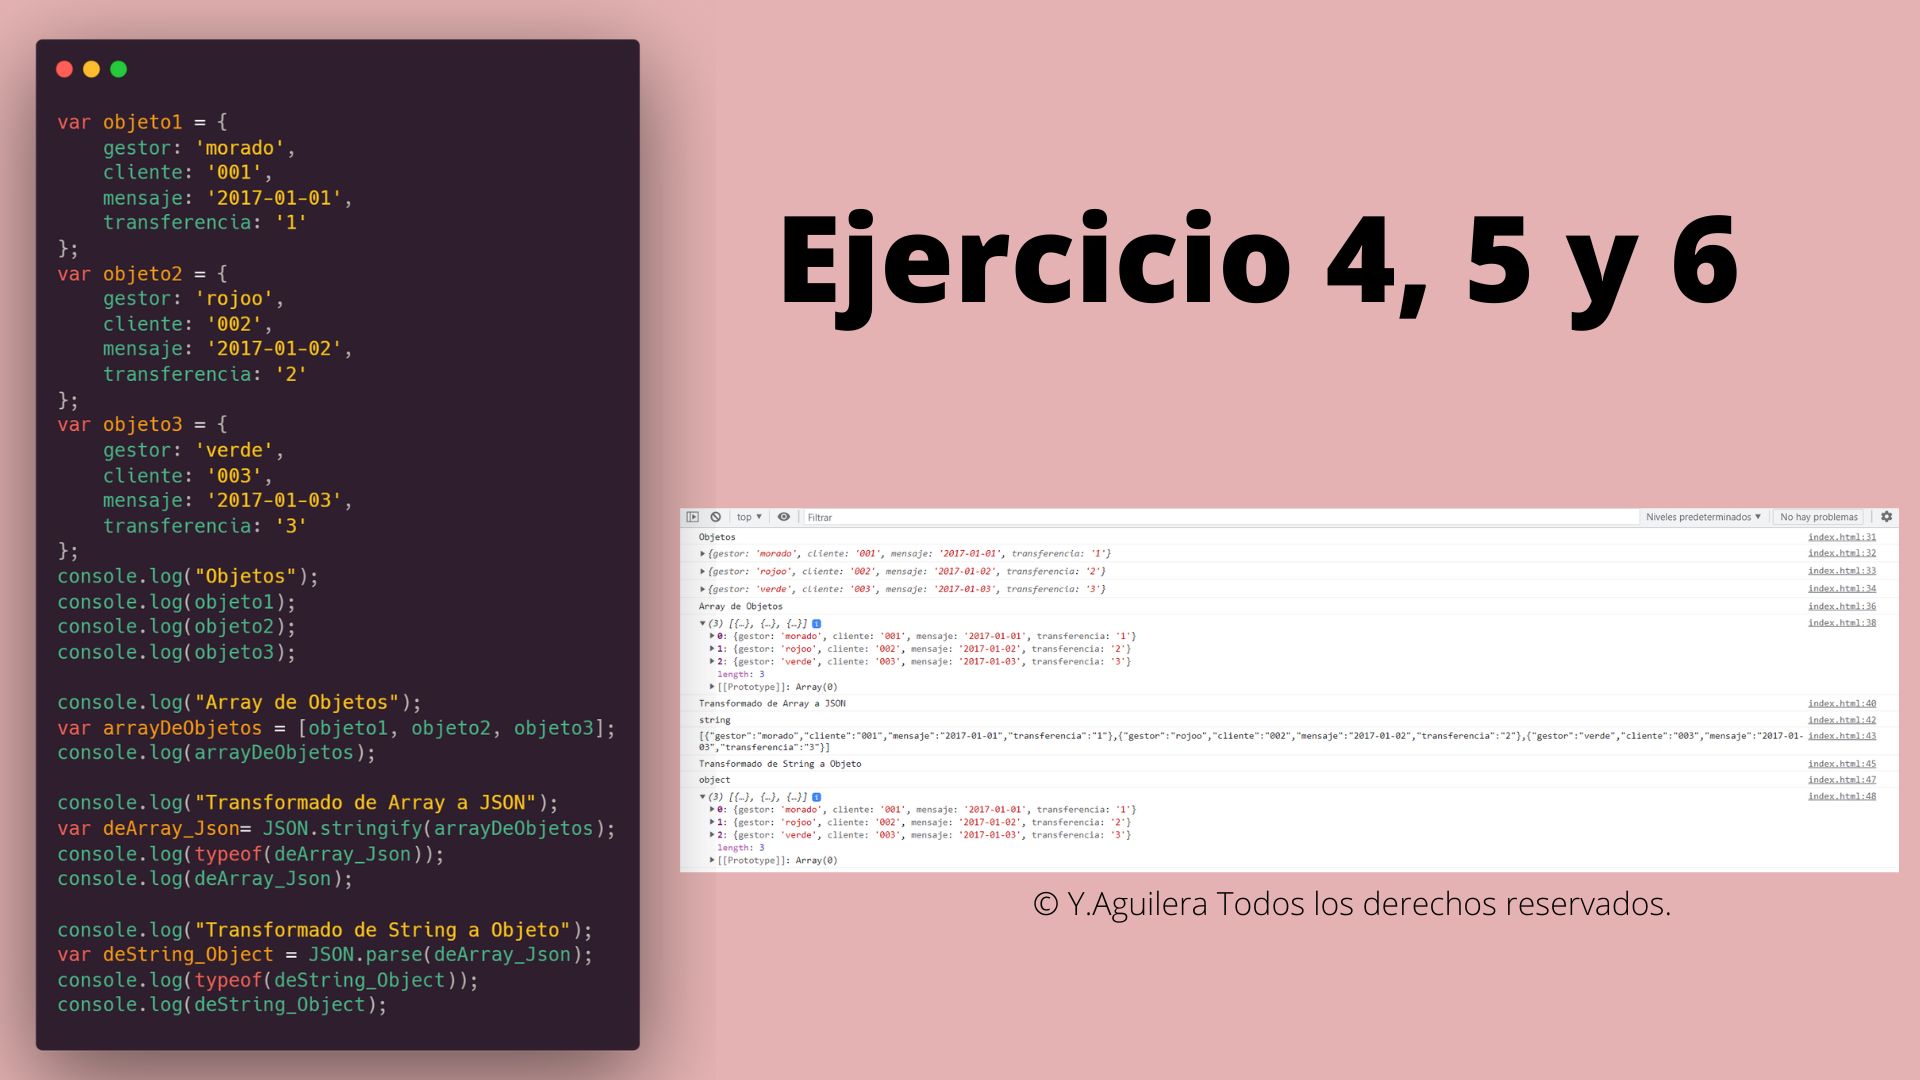 var objeto1 = {
    gestor: 'morado',
    cliente: '001',
    mensaje: '2017-01-01',
    transferencia: '1'
};
var objeto2 = {
    gestor: 'rojoo',
    cliente: '002',
    mensaje: '2017-01-02',
    transferencia: '2'
};
var objeto3 = {
    gestor: 'verde',
    cliente: '003',
    mensaje: '2017-01-03',
    transferencia: '3'
};
console.log("Objetos");
console.log(objeto1);
console.log(objeto2);
console.log(objeto3);

console.log("Array de Objetos");
var arrayDeObjetos = [objeto1, objeto2, objeto3];
console.log(arrayDeObjetos);

console.log("Transformado de Array a JSON");
var deArray_Json= JSON.stringify(arrayDeObjetos);
console.log(typeof(deArray_Json));
console.log(deArray_Json);

console.log("Transformado de String a Objeto");
var deString_Object = JSON.parse(deArray_Json);
console.log(typeof(deString_Object));
console.log(deString_Object);
Ejercicio 4, 5 y 6
top ▼ Filtrar Niveles predeterminados ▼ No hay problemas
Objetos index.html:31
▶ {gestor: 'morado', cliente: '001', mensaje: '2017-01-01', transferencia: '1'} index.html:32
▶ {gestor: 'rojoo', cliente: '002', mensaje: '2017-01-02', transferencia: '2'} index.html:33
▶ {gestor: 'verde', cliente: '003', mensaje: '2017-01-03', transferencia: '3'} index.html:34
Array de Objetos index.html:36
▼ (3) [{…}, {…}, {…}] i index.html:38
▶ 0: {gestor: 'morado', cliente: '001', mensaje: '2017-01-01', transferencia: '1'}
▶ 1: {gestor: 'rojoo', cliente: '002', mensaje: '2017-01-02', transferencia: '2'}
▶ 2: {gestor: 'verde', cliente: '003', mensaje: '2017-01-03', transferencia: '3'}
length: 3
▶ [[Prototype]]: Array(0)
Transformado de Array a JSON index.html:40
string index.html:42
[{"gestor":"morado","cliente":"001","mensaje":"2017-01-01","transferencia":"1"},{"gestor":"rojoo","cliente":"002","mensaje":"2017-01-02","transferencia":"2"},{"gestor":"verde","cliente":"003","mensaje":"2017-01- index.html:43
03","transferencia":"3"}]
Transformado de String a Objeto index.html:45
object index.html:47
▼ (3) [{…}, {…}, {…}] i index.html:48
▶ 0: {gestor: 'morado', cliente: '001', mensaje: '2017-01-01', transferencia: '1'}
▶ 1: {gestor: 'rojoo', cliente: '002', mensaje: '2017-01-02', transferencia: '2'}
▶ 2: {gestor: 'verde', cliente: '003', mensaje: '2017-01-03', transferencia: '3'}
length: 3
▶ [[Prototype]]: Array(0)
© Y.Aguilera Todos los derechos reservados.